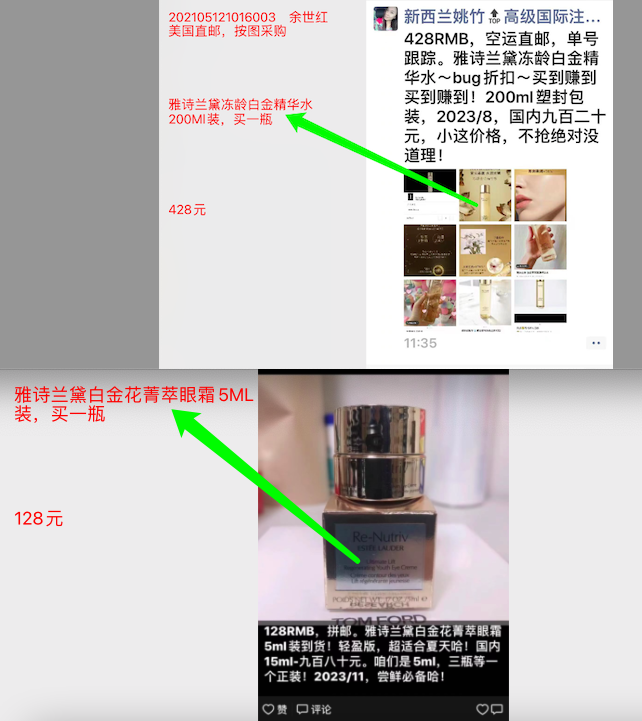 202105121016003 余世红
美国直邮，按图采购
雅诗兰黛冻龄白金精华水
200Ml装，买一瓶
428元
新西兰姚竹 TOP 高级国际注...
428RMB，空运直邮，单号
跟踪。雅诗兰黛冻龄白金精
华水～bug折扣～买到赚到
买到赚到！200ml塑封包
装，2023/8，国内九百二十
元，小这价格，不抢绝对没
道理！
11:35
雅诗兰黛白金花菁萃眼霜5ML
装，买一瓶
128元
Re-Nutriv
ESTĒE LAUDER
Ultimate Lift
Regenerating Youth Eye Creme
TOM FORD
128RMB，拼邮。雅诗兰黛白金花菁萃眼霜
5ml装到货！轻盈版，超适合夏天哈！国内
15ml-九百八十元。咱们是5ml，三瓶等一
个正装！2023/11，尝鲜必备哈！
赞 评论